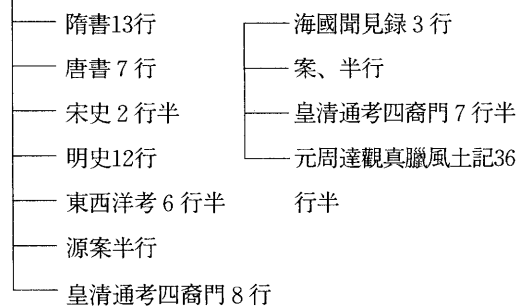 隋書13行
唐書7行
宋史2行半
明史12行
東西洋考6行半
源案半行
皇清通考四裔門8行
海國聞見録3行
案、半行
皇清通考四裔門7行半
元周達觀真臘風土記36
行半